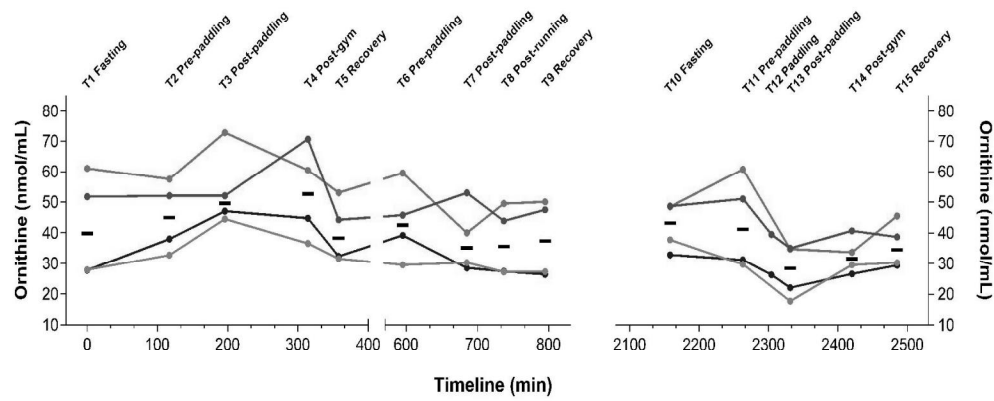 T1 Fasting
T2 Pre-paddling
T3 Post-paddling
T4 Post-gym
T5 Recovery
T6 Pre-paddling
T7 Post-paddling
T8 Post-running
T9 Recovery
T10 Fasting
T11 Pre-paddling
T12 Paddling
T13 Post-paddling
T14 Post-gym
T15 Recovery
Ornithine (nmol/mL)
80
70
60
50
40
30
20
10
0 100 200 300 400 600 700 800
2100 2200 2300 2400 2500
80
70
60
50
40
30
20
10
Ornithine (nmol/mL)
Timeline (min)